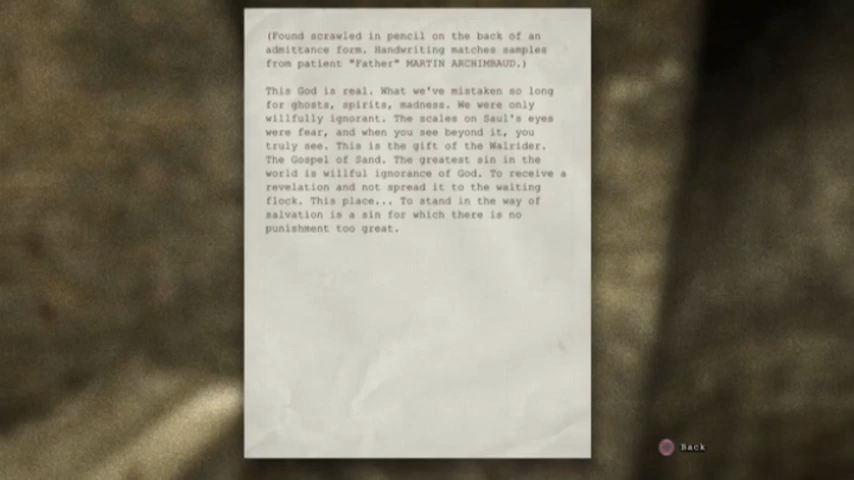 (Found scrawled in pencil on the back of an
admittance form. Handwriting matches samples
from patient "Father" MARTIN ARCHIMBAUD.)
This God is real. What we've mistaken so long
for ghosts, spirits, madness. We were only
willfully ignorant. The scales on Saul's eyes
were fear, and when you see beyond it, you
truly see. This is the gift of the Walrider.
The Gospel of Sand. The greatest sin in the
world is willful ignorance of God. To receive a
revelation and not spread it to the waiting
flock. This place... To stand in the way of
salvation is a sin for which there is no
punishment too great.
Back